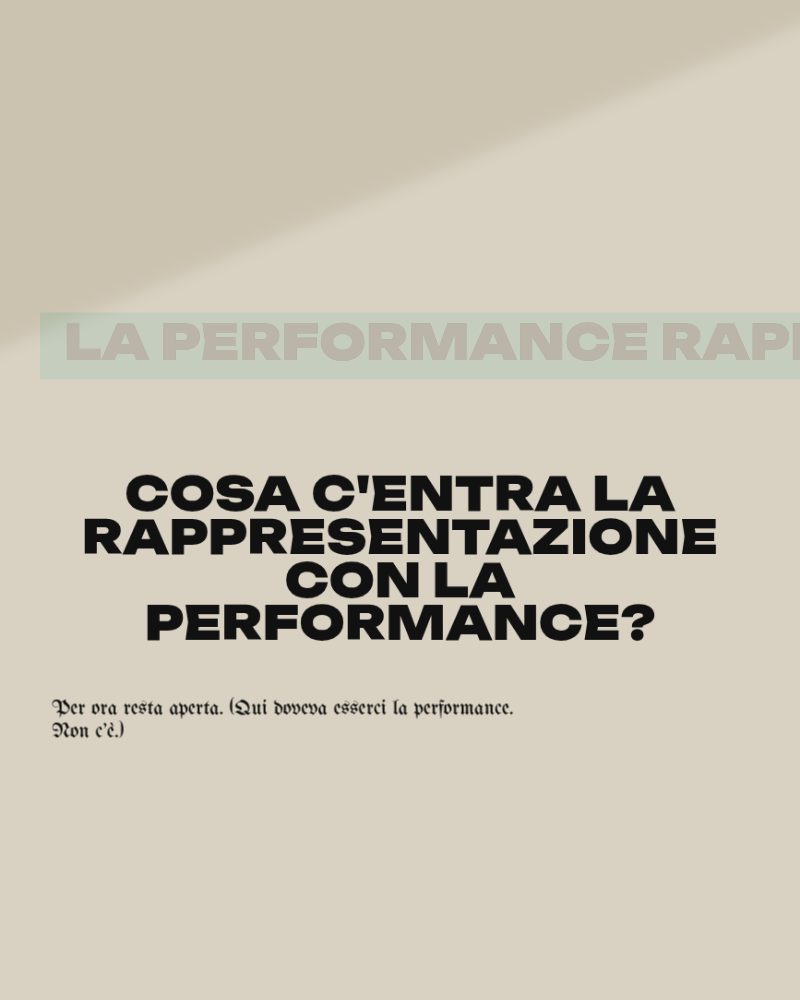 LA PERFORMANCE RAPP
COSA C'ENTRA LA
RAPPRESENTAZIONE
CON LA
PERFORMANCE?
Per ora resta aperta. (Qui doveva esserci la performance.
Non c'è.)